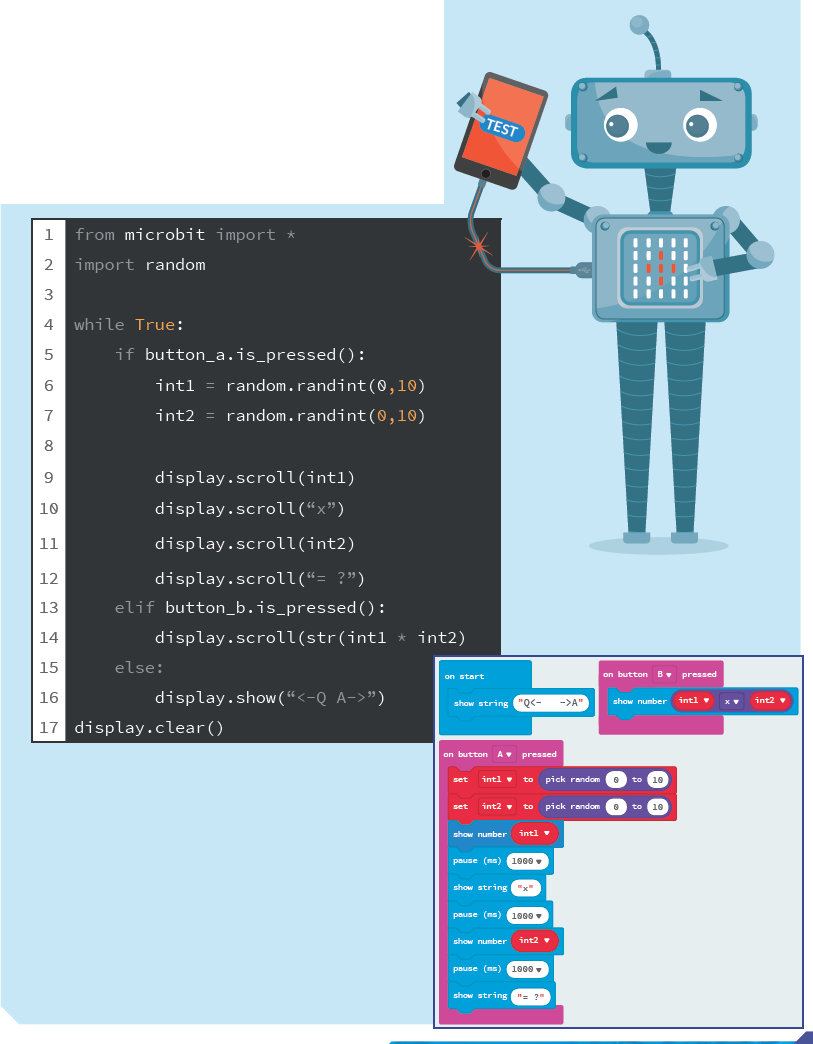 TEST
1 from microbit import *
2 import random
3
4 while True:
5 if button_a.is_pressed():
6 int1 = random.randint(0,10)
7 int2 = random.randint(0,10)
8
9 display.scroll(int1)
10 display.scroll(“x”)
11 display.scroll(int2)
12 display.scroll(“= ?”)
13 elif button_b.is_pressed():
14 display.scroll(str(int1 * int2)
15 else:
16 display.show(“<-Q A->”)
17 display.clear()
on start
show string "Q<- ->A"
on button B pressed
show number int1 x int2
on button A pressed
set int1 to pick random 0 to 10
set int2 to pick random 0 to 10
show number int1
pause (ms) 1000
show string "x"
pause (ms) 1000
show number int2
pause (ms) 1000
show string "= ?"